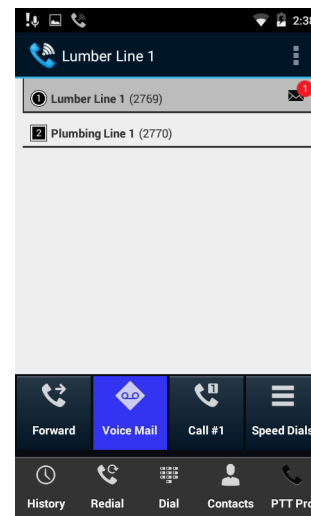 2:38
Lumber Line 1
1 Lumber Line 1 (2769) 1
2 Plumbing Line 1 (2770)
1
Forward Voice Mail Call #1 Speed Dials
History Redial Dial Contacts PTT Pro